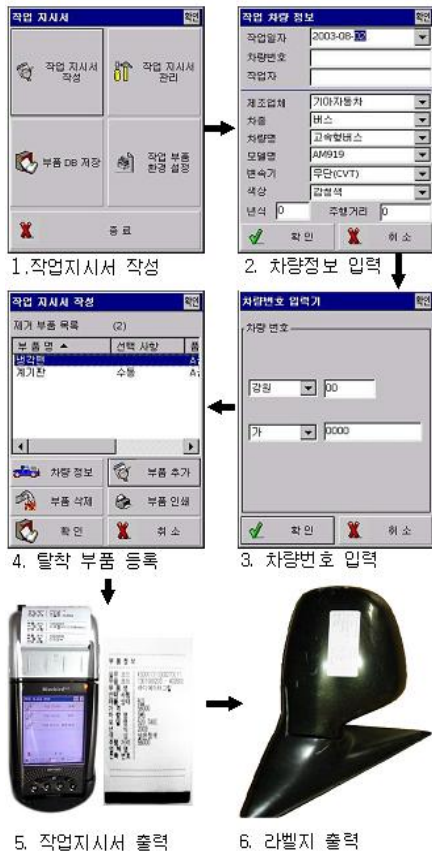 작업 지시서
확인
작업 지시서
작성
작업 지시서
관리
부품 DB 저장
작업 부품
환경 설정
종 료
1.작업지시서 작성
작업 차량 정보
확인
작업일자 2003-08-02
차량번호
작업자
제조업체 기아자동차
차종 버스
차량명 고속형버스
모델명 AM919
변속기 무단(CVT)
색상 감청색
년식 0 주행거리 0
확 인 취 소
2. 차량정보 입력
차량번호 입력기
확인
차량 번호
강원 00
가 0000
확 인 취 소
3. 차량번호 입력
작업 지시서 작성
확인
제거 부품 목록 (2)
부 품 명 선택 사항 품
냉각팬
계기판 수동
차량 정보 부품 추가
부품 삭제 부품 인쇄
확 인 취 소
4. 탈착 부품 등록
부 품 정 보
5. 작업지시서 출력
6. 라벨지 출력